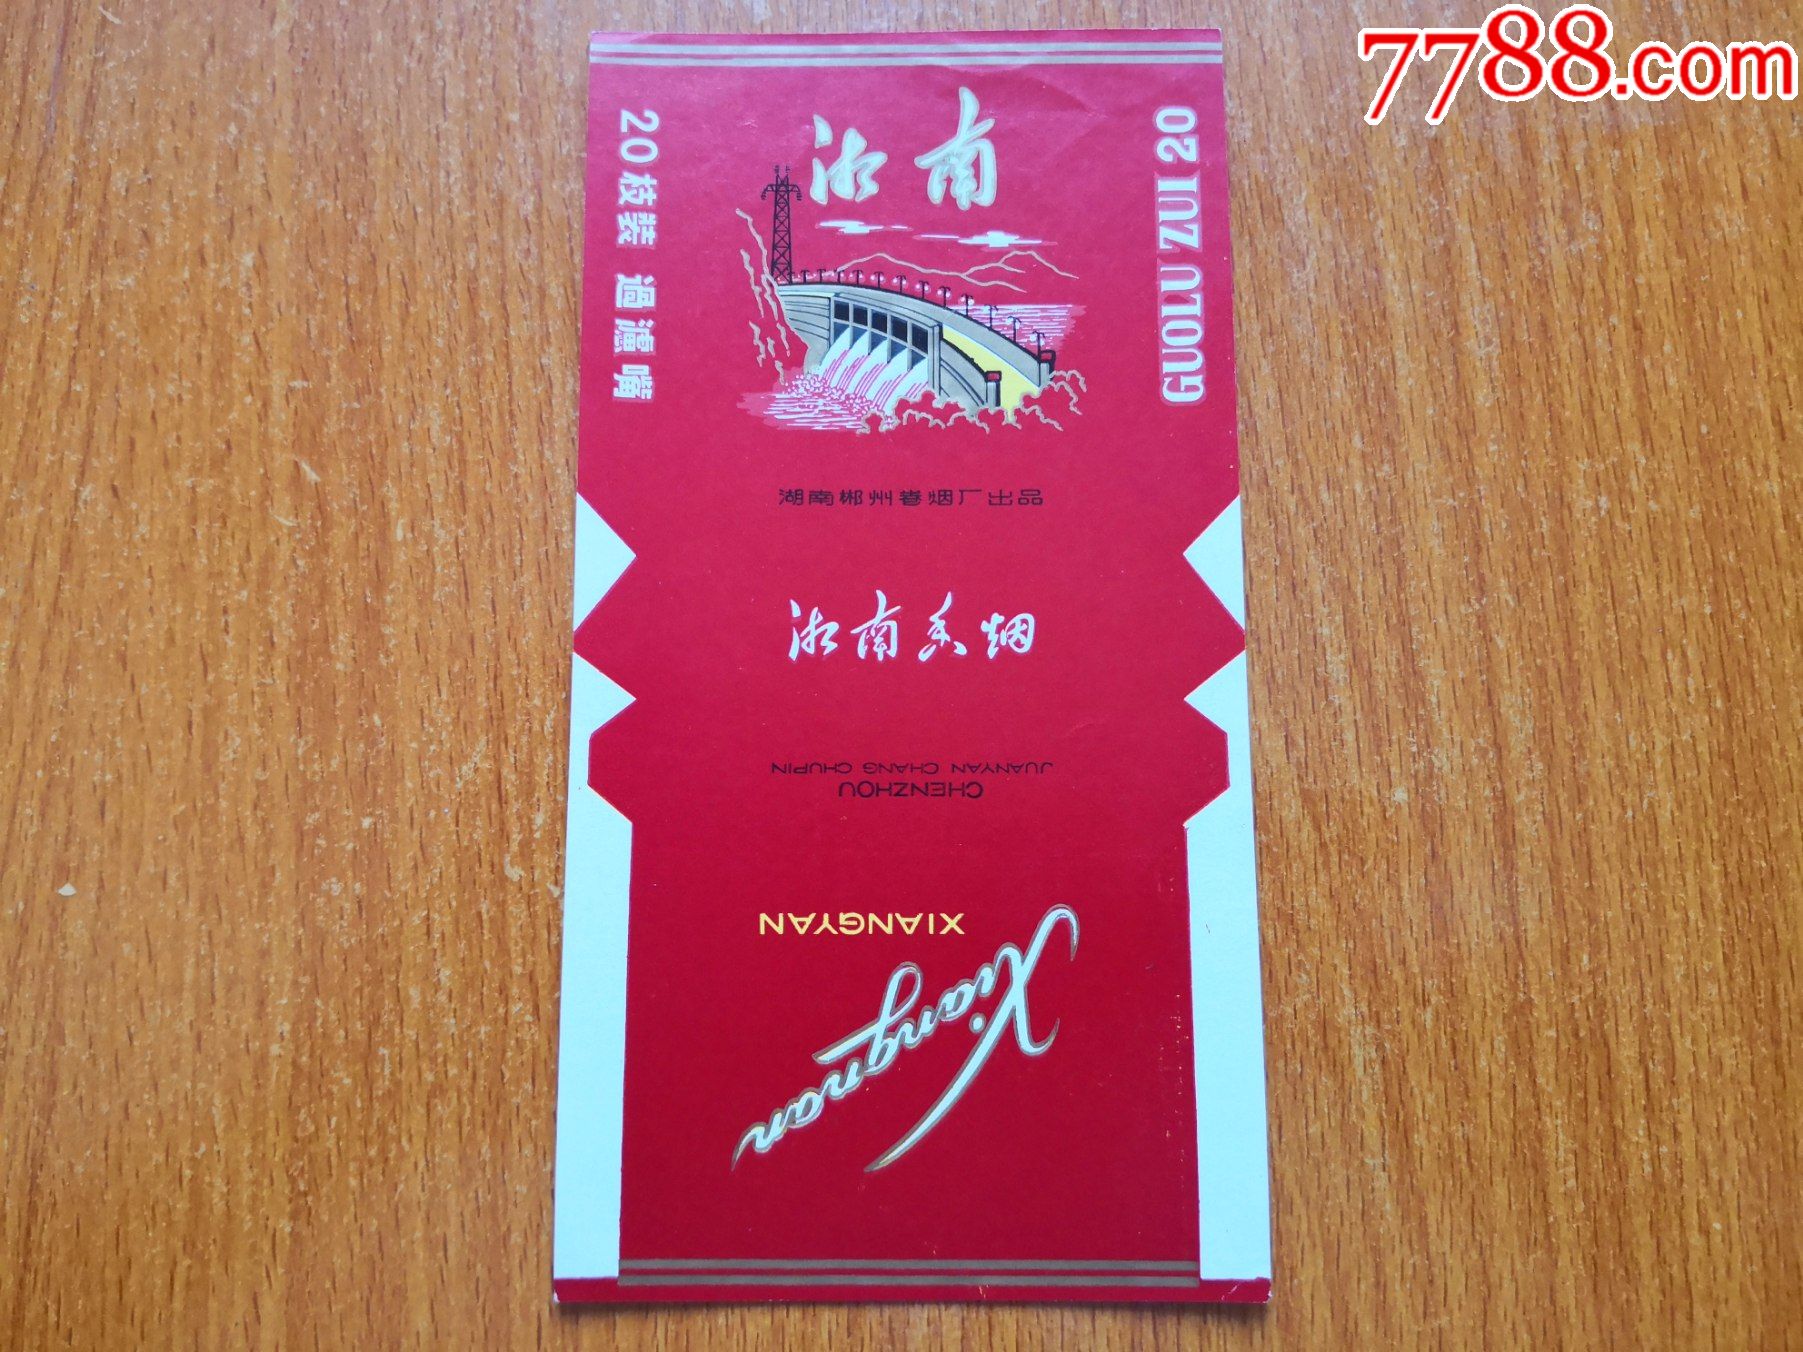 7788.com
湘南
20枝装 過濾嘴
GUOLU ZUI 20
湖南郴州卷烟厂出品
湘南香烟
CHENZHOU
JUANYAN CHANG CHUPIN
XIANGYAN
Xiangnan